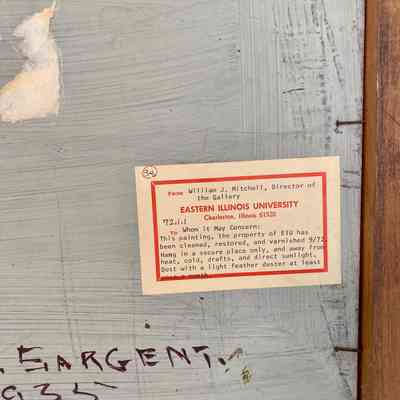 34
From William J. Mitchell, Director of
the Gallery
EASTERN ILLINOIS UNIVERSITY
Charleston, Illinois 61920
72.1.1
To Whom it May Concern:
This painting, the property of EIU has
been cleaned, restored, and varnished 9/72.
Hang in a secure place only, and away from
heat, cold, drafts, and direct sunlight.
Dust with a light feather duster at least
SARGENT
935